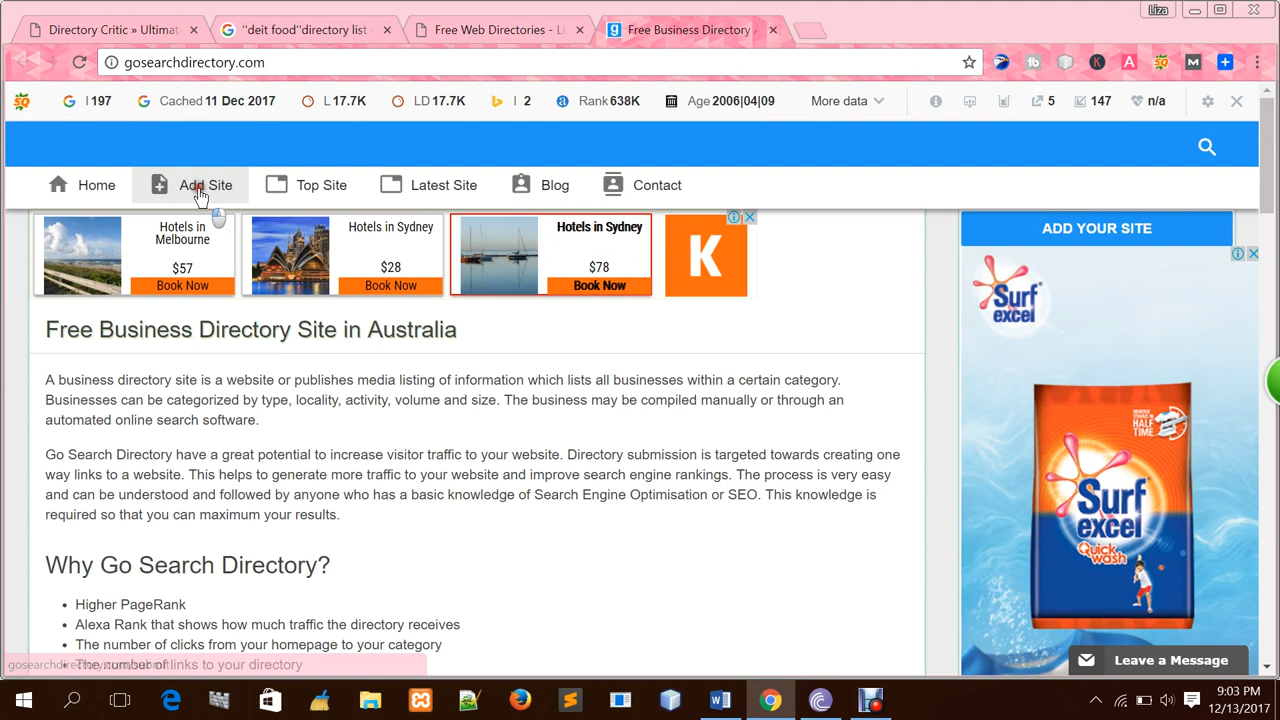 Liza
Directory Critic » Ultimat
"deit food"directory list
Free Web Directories - Li
Free Business Directory A
gosearchdirectory.com
I 197
Cached 11 Dec 2017
L 17.7K
LD 17.7K
I 2
Rank 638K
Age 2006|04|09
More data
5
147
n/a
Home
Add Site
Top Site
Latest Site
Blog
Contact
Hotels in
Melbourne
$57
Book Now
Hotels in Sydney
$28
Book Now
Hotels in Sydney
$78
Book Now
K
ADD YOUR SITE
Free Business Directory Site in Australia
A business directory site is a website or publishes media listing of information which lists all businesses within a certain category.
Businesses can be categorized by type, locality, activity, volume and size. The business may be compiled manually or through an
automated online search software.
Go Search Directory have a great potential to increase visitor traffic to your website. Directory submission is targeted towards creating one
way links to a website. This helps to generate more traffic to your website and improve search engine rankings. The process is very easy
and can be understood and followed by anyone who has a basic knowledge of Search Engine Optimisation or SEO. This knowledge is
required so that you can maximum your results.
Why Go Search Directory?
• Higher PageRank
• Alexa Rank that shows how much traffic the directory receives
• The number of clicks from your homepage to your category
• The number of links to your directory
Surf
excel
REMOVES STAINS IN
HALF
TIME
Surf
excel
Quick
wash
Leave a Message
9:03 PM
12/13/2017